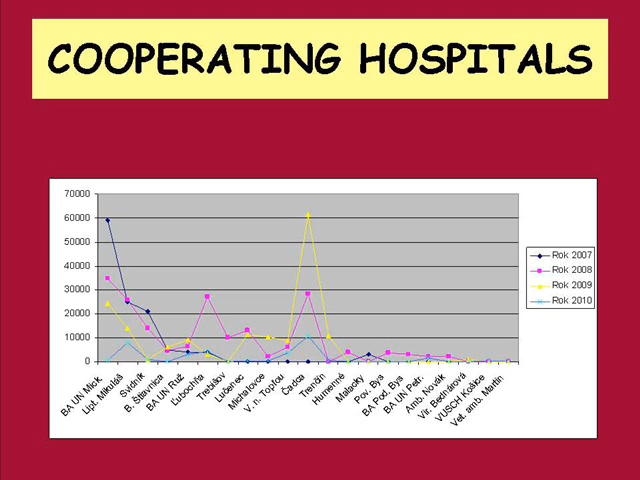 COOPERATING HOSPITALS
70000
60000
50000
40000
30000
20000
10000
0
BA UN Mick.
Lipt. Mikuláš
Svidník
B. Štiavnica
BA UN Ruž
Ľubochňa
Trebišov
Lučenec
Michalovce
V. n. Topľou
Čadca
Trenčín
Humenné
Malacky
Pov. Bys
BA Pod. Bys
BA UN Petr.
Amb. Novák
Vir. Bednárová
VUSCH Košice
Vet. amb. Martin
Rok 2007
Rok 2008
Rok 2009
Rok 2010